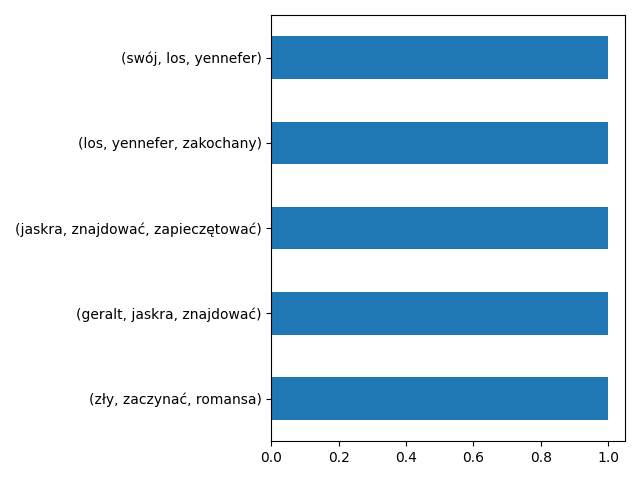 (swój, los, yennefer)
(los, yennefer, zakochany)
(jaskra, znajdować, zapieczętować)
(geralt, jaskra, znajdować)
(zły, zaczynać, romansa)
0.0 0.2 0.4 0.6 0.8 1.0